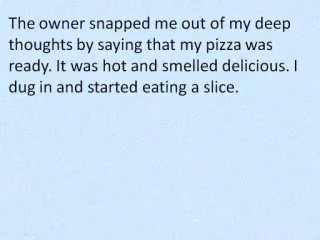 The owner snapped me out of my deep
thoughts by saying that my pizza was
ready. It was hot and smelled delicious. I
dug in and started eating a slice.